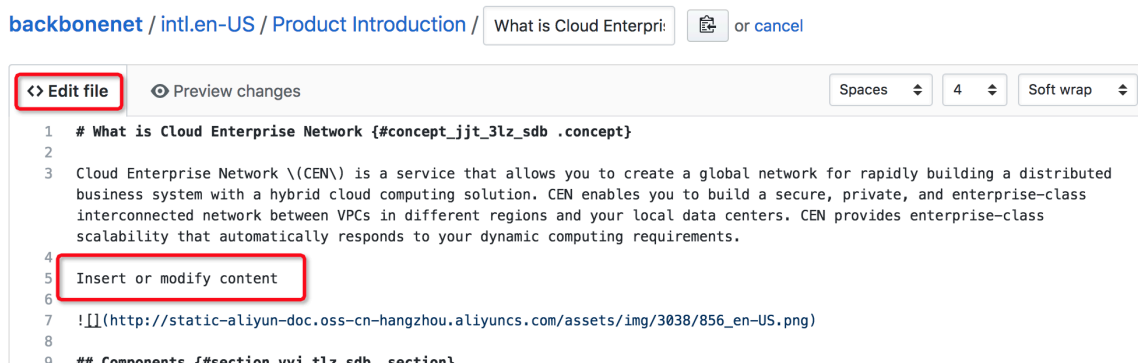 backbonenet / intl.en-US / Product Introduction / What is Cloud Enterpri: or cancel
<> Edit file Preview changes Spaces 4 Soft wrap
1 # What is Cloud Enterprise Network {#concept_jjt_3lz_sdb .concept}
2
3 Cloud Enterprise Network \(CEN\) is a service that allows you to create a global network for rapidly building a distributed
business system with a hybrid cloud computing solution. CEN enables you to build a secure, private, and enterprise-class
interconnected network between VPCs in different regions and your local data centers. CEN provides enterprise-class
scalability that automatically responds to your dynamic computing requirements.
4
5 Insert or modify content
6
7 ![](http://static-aliyun-doc.oss-cn-hangzhou.aliyuncs.com/assets/img/3038/856_en-US.png)
8
9 ## Components {#section_yyj_tlz_sdb .section}